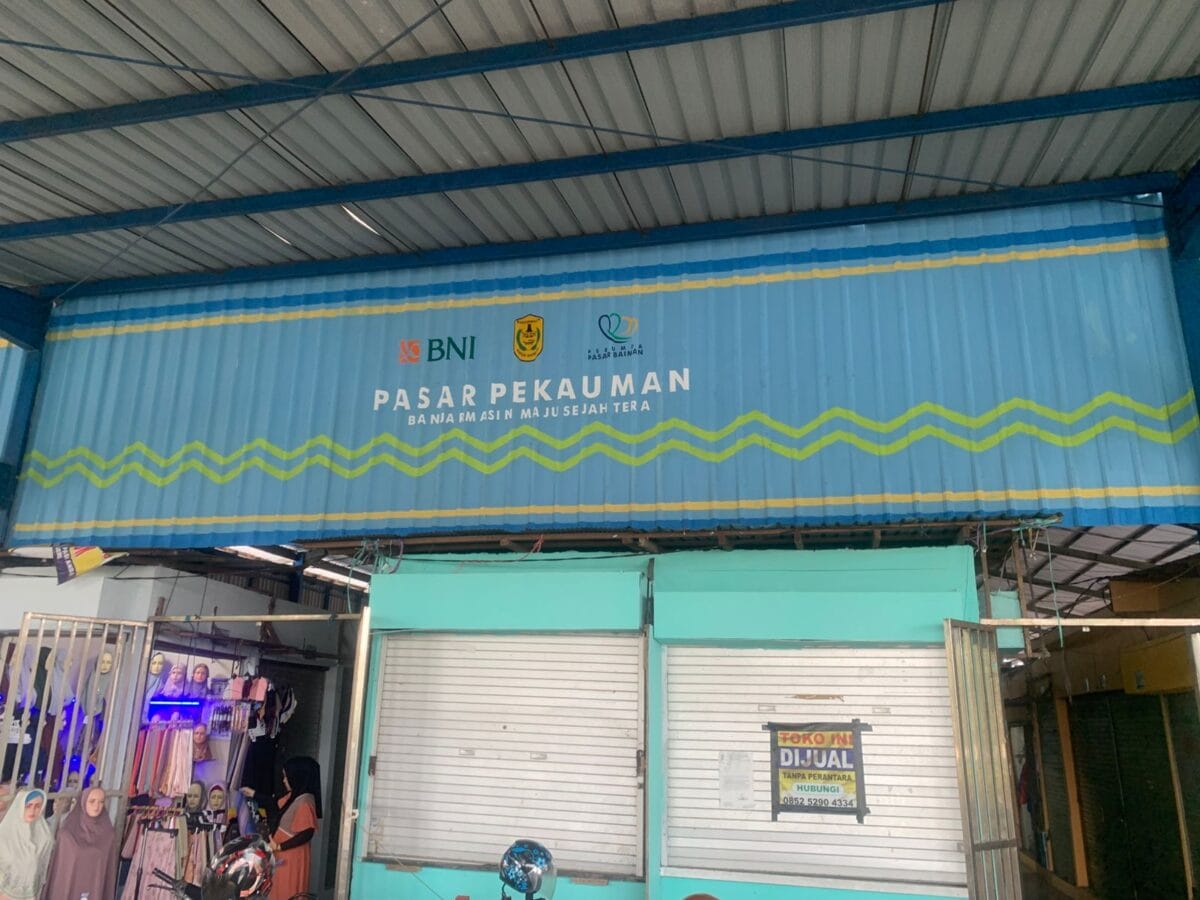 BNI
PERUMDA
PASAR BAIMAN
PASAR PEKAUMAN
BANJARMASIN MAJU SEJAHTERA
TOKO INI
DIJUAL
TANPA PERANTARA
HUBUNGI
0852 5290 4334